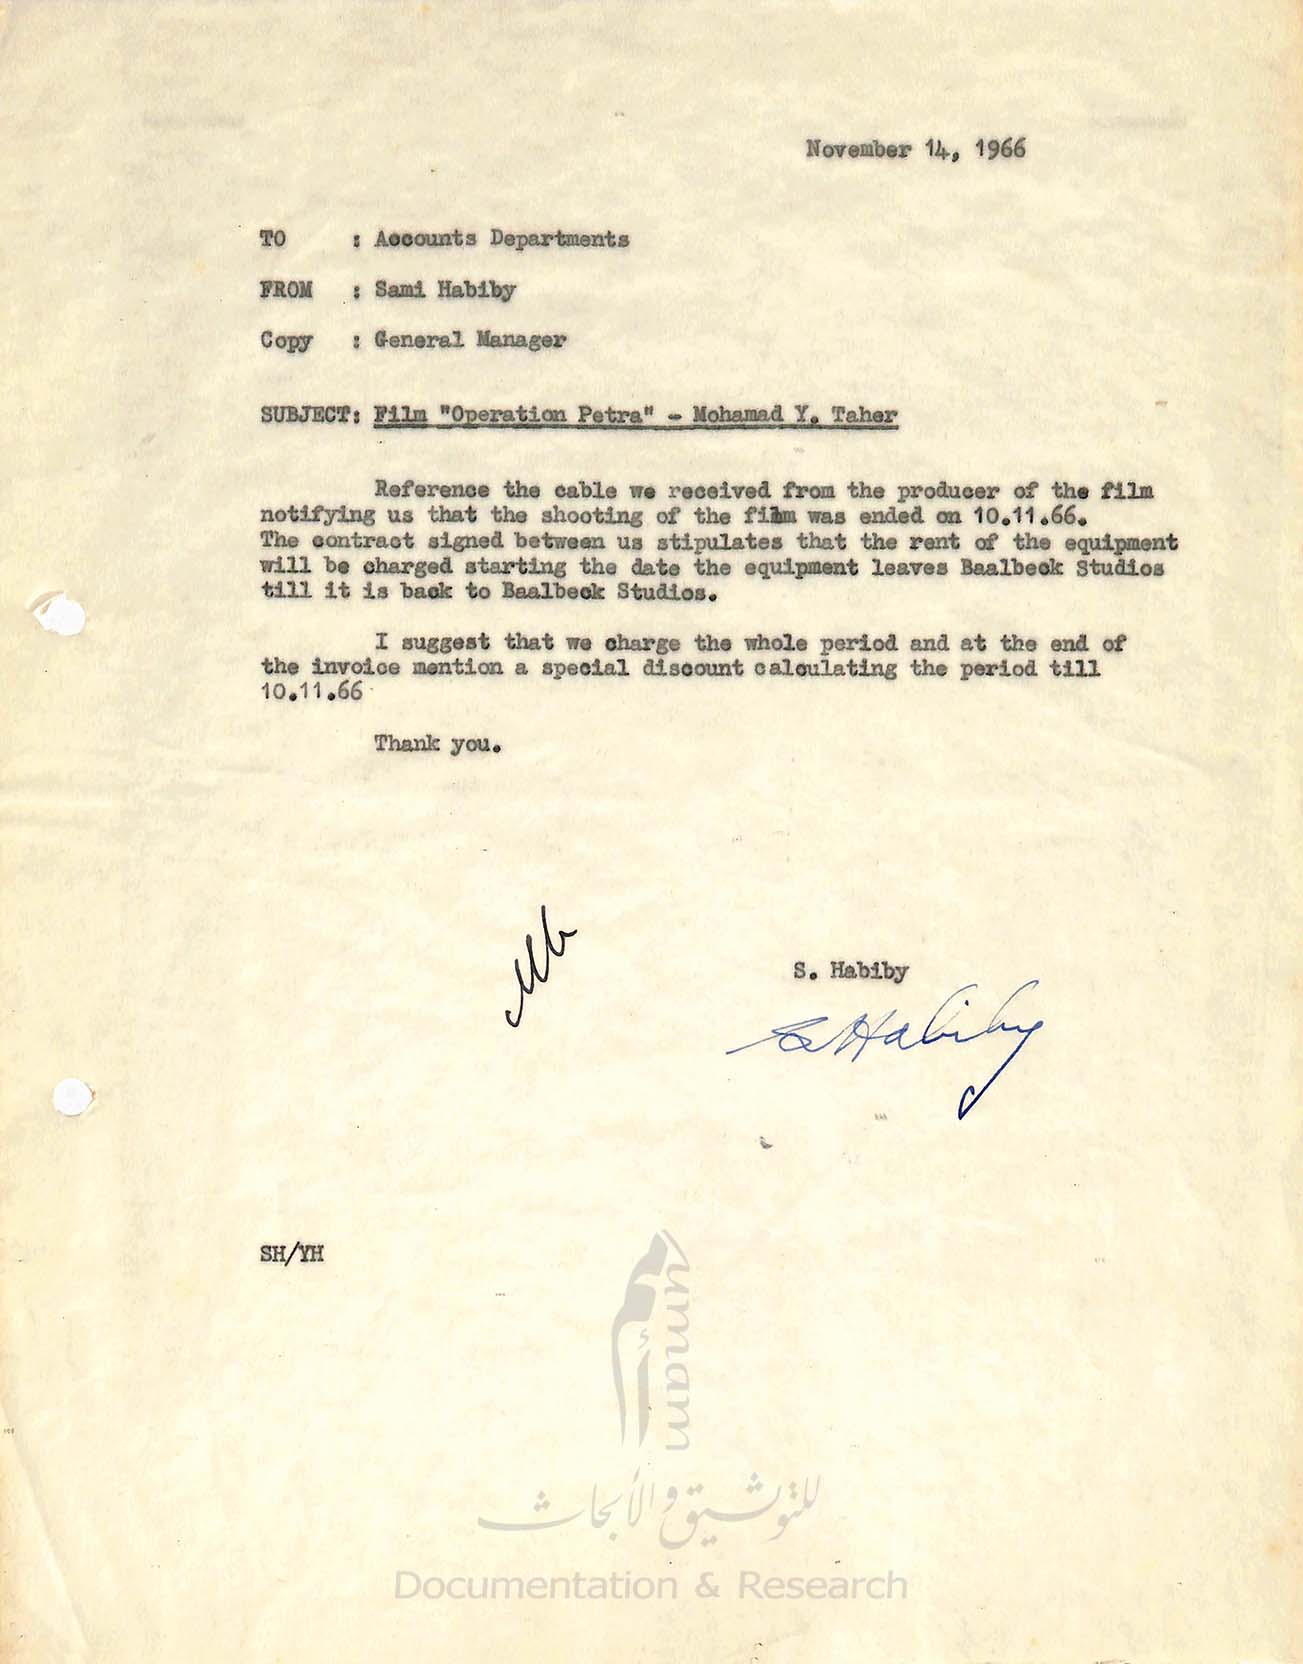 November 14, 1966
TO : Accounts Departments
FROM : Sami Habiby
Copy : General Manager
SUBJECT: Film "Operation Petra" - Mohamad Y. Taher
Reference the cable we received from the producer of the film
notifying us that the shooting of the film was ended on 10.11.66.
The contract signed between us stipulates that the rent of the equipment
will be charged starting the date the equipment leaves Baalbeck Studios
till it is back to Baalbeck Studios.
I suggest that we charge the whole period and at the end of
the invoice mention a special discount calculating the period till
10.11.66
Thank you.
S. Habiby
S Habiby
SH/YH
أمم
umam
للتوثيق والأبحاث
Documentation & Research